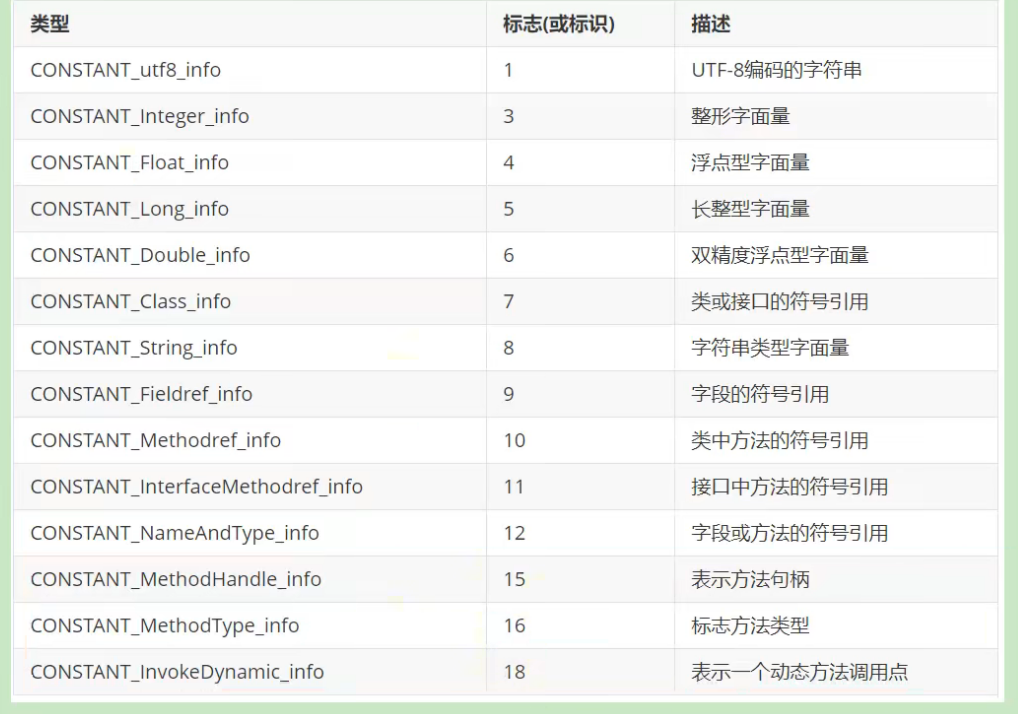 类型 标志(或标识) 描述
CONSTANT_utf8_info 1 UTF-8编码的字符串
CONSTANT_Integer_info 3 整形字面量
CONSTANT_Float_info 4 浮点型字面量
CONSTANT_Long_info 5 长整型字面量
CONSTANT_Double_info 6 双精度浮点型字面量
CONSTANT_Class_info 7 类或接口的符号引用
CONSTANT_String_info 8 字符串类型字面量
CONSTANT_Fieldref_info 9 字段的符号引用
CONSTANT_Methodref_info 10 类中方法的符号引用
CONSTANT_InterfaceMethodref_info 11 接口中方法的符号引用
CONSTANT_NameAndType_info 12 字段或方法的符号引用
CONSTANT_MethodHandle_info 15 表示方法句柄
CONSTANT_MethodType_info 16 标志方法类型
CONSTANT_InvokeDynamic_info 18 表示一个动态方法调用点